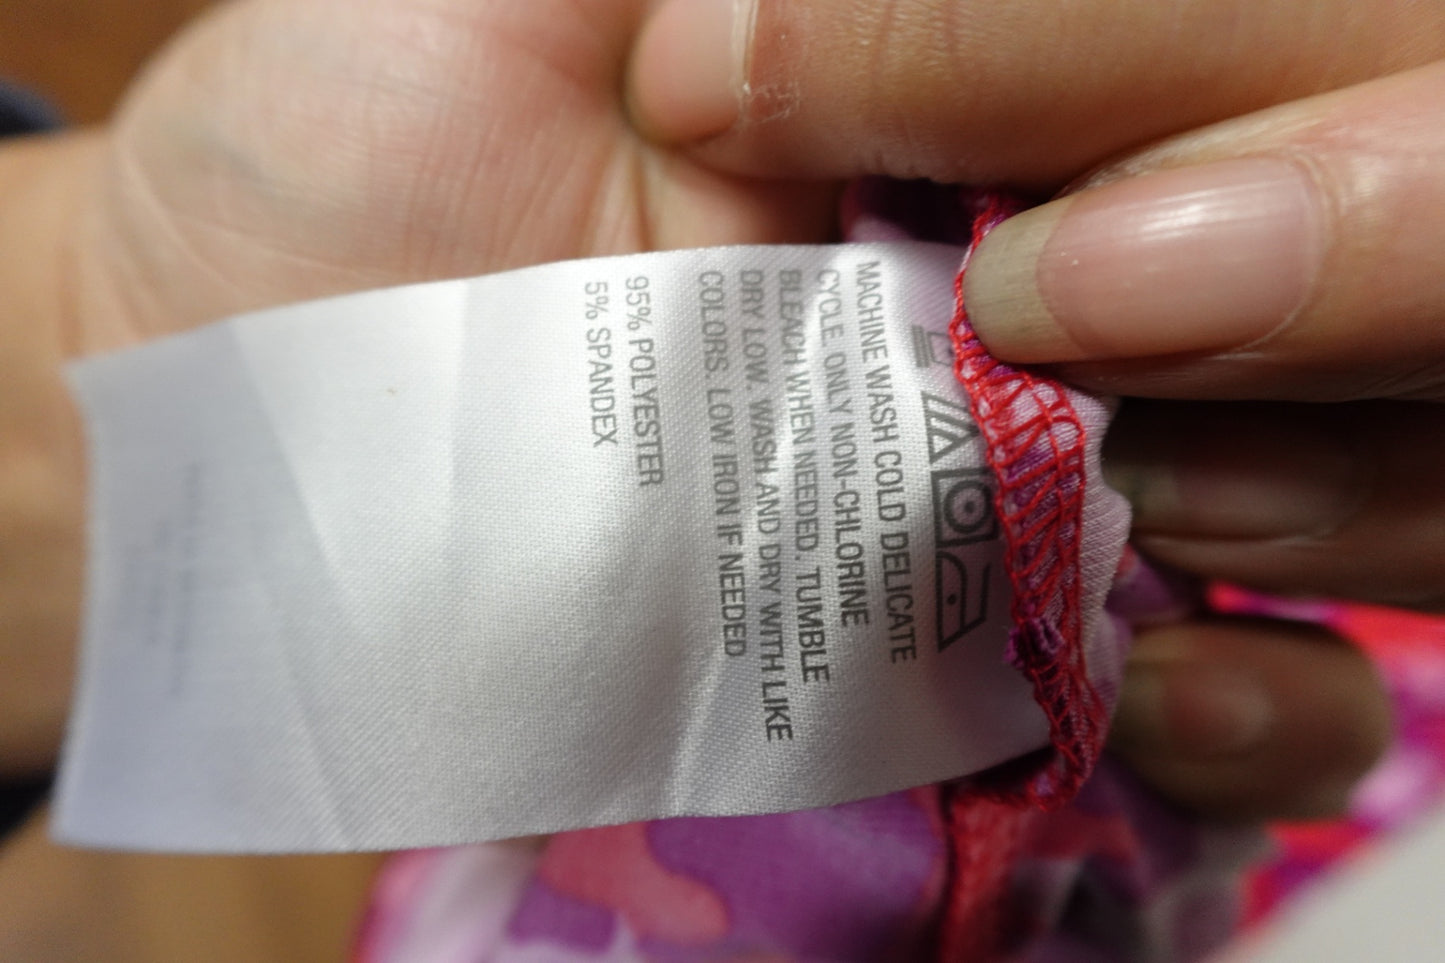 MACHINE WASH COLD DELICATE
CYCLE. ONLY NON-CHLORINE
BLEACH WHEN NEEDED. TUMBLE
DRY LOW. WASH AND DRY WITH LIKE
COLORS. LOW IRON IF NEEDED
95% POLYESTER
5% SPANDEX